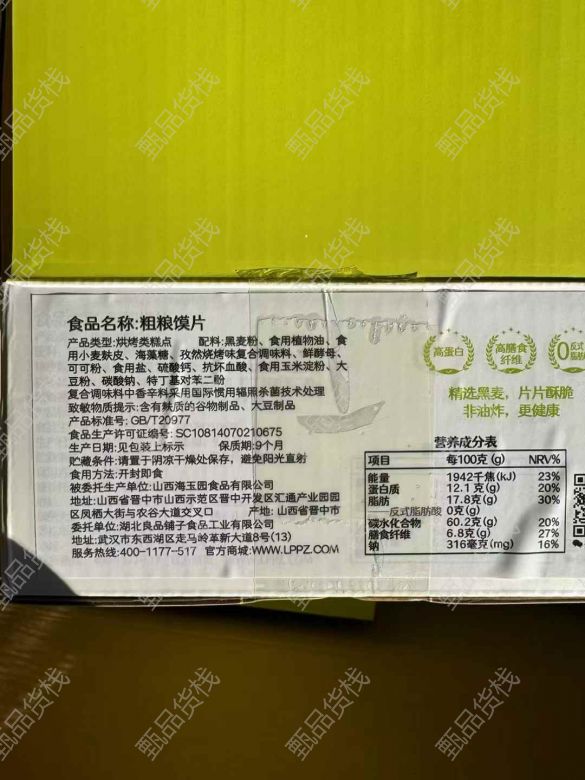 食品名称:粗粮馍片
产品类型:烘烤类糕点 配料:黑麦粉、食用植物油、食
用小麦麸皮、海藻糖、孜然烧烤味复合调味料、鲜酵母、
可可粉、食用盐、硫酸钙、抗坏血酸、食用玉米淀粉、大
豆粉、碳酸钠、特丁基对苯二酚
复合调味料中香辛料采用国际惯用辐照杀菌技术处理
致敏物质提示:含有麸质的谷物制品、大豆制品
产品标准号:GB/T20977
食品生产许可证编号:SC10814070210675
生产日期:见包装上标示 保质期:9个月
贮藏条件:请置于阴凉干燥处保存，避免阳光直射
食用方法:开封即食
被委托生产单位:山西海玉园食品有限公司
地址:山西省晋中市山西示范区晋中开发区汇通产业园园
区凤栖大街与农谷大道交叉口 产地:山西省晋中市
委托单位:湖北良品铺子食品工业有限公司
地址:武汉市东西湖区走马岭革新大道8号(13)
服务热线:400-1177-517 官方商城:WWW.LPPZ.COM
高蛋白
高膳食
纤维
0反式
脂肪
精选黑麦，片片酥脆
非油炸，更健康
营养成分表
项目 每100克(g) NRV%
能量 1942千焦(kJ) 23%
蛋白质 12.1克(g) 20%
脂肪 17.8克(g) 30%
反式脂肪酸 0克(g)
碳水化合物 60.2克(g) 20%
膳食纤维 6.8克(g) 27%
钠 316毫克(mg) 16%
甄品货栈